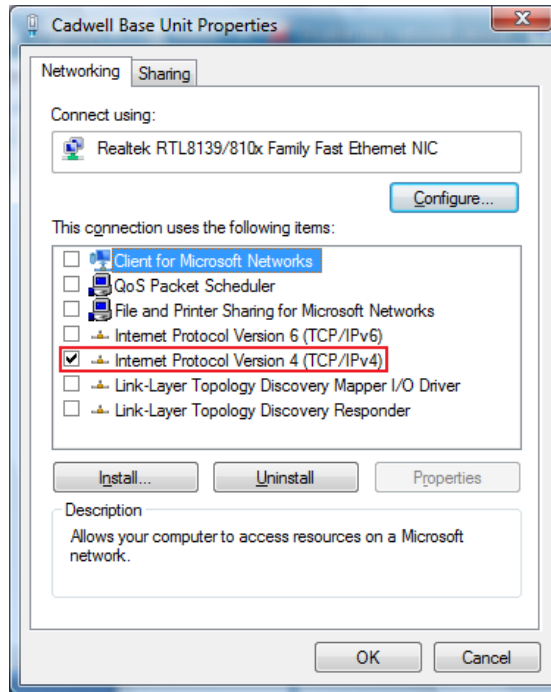 Cadwell Base Unit Properties
Networking
Sharing
Connect using:
Realtek RTL8139/810x Family Fast Ethernet NIC
Configure...
This connection uses the following items:
Client for Microsoft Networks
QoS Packet Scheduler
File and Printer Sharing for Microsoft Networks
Internet Protocol Version 6 (TCP/IPv6)
Internet Protocol Version 4 (TCP/IPv4)
Link-Layer Topology Discovery Mapper I/O Driver
Link-Layer Topology Discovery Responder
Install...
Uninstall
Properties
Description
Allows your computer to access resources on a Microsoft
network.
OK
Cancel